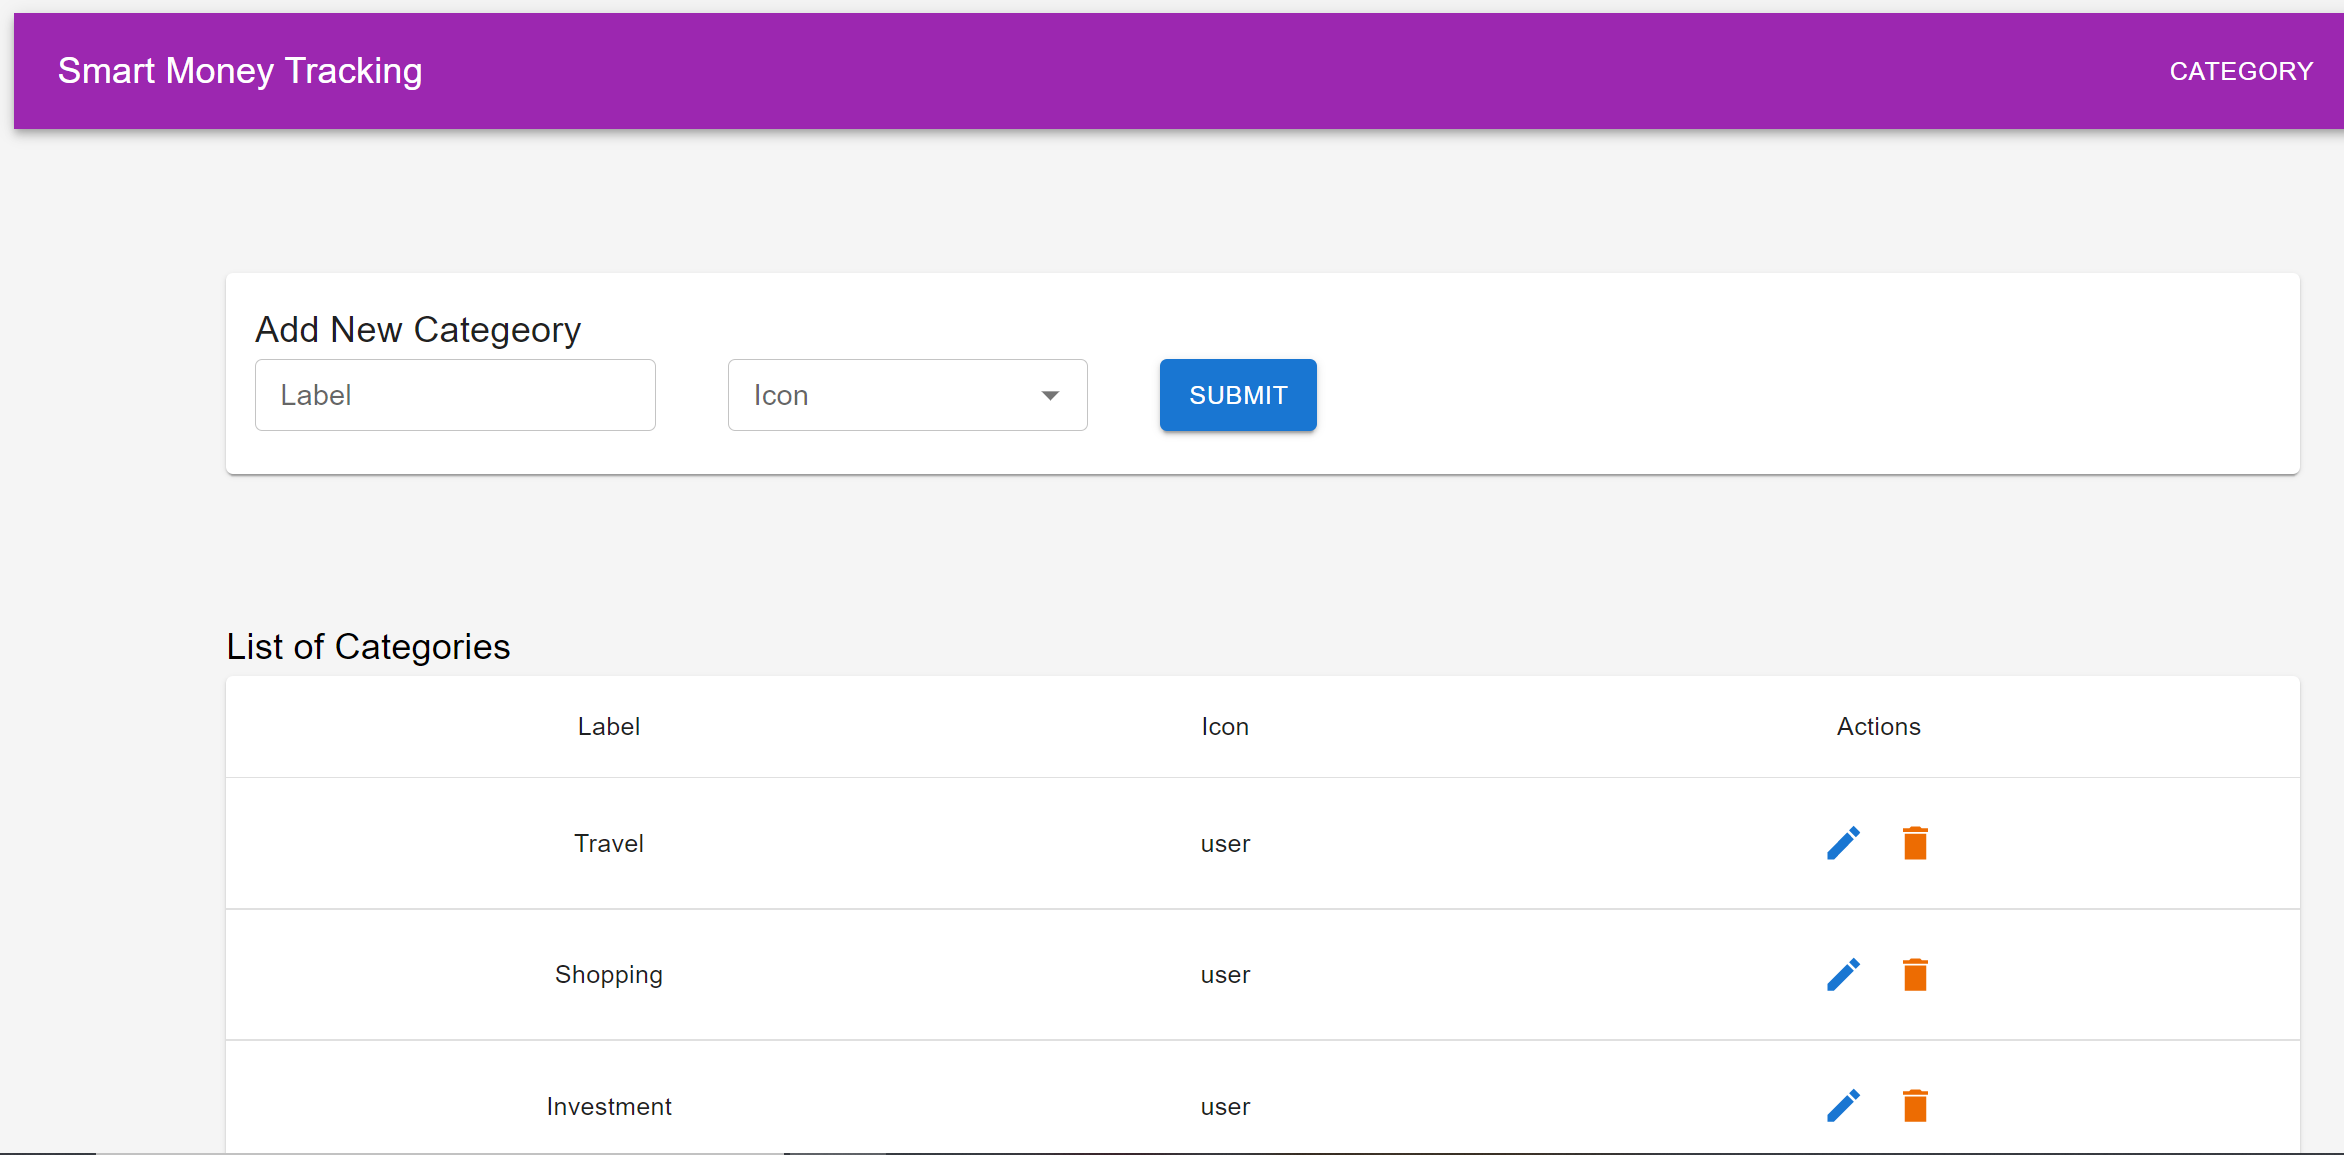 Smart Money Tracking CATEGORY
Add New Categeory
Label Icon SUBMIT
List of Categories
Label Icon Actions
Travel user
Shopping user
Investment user